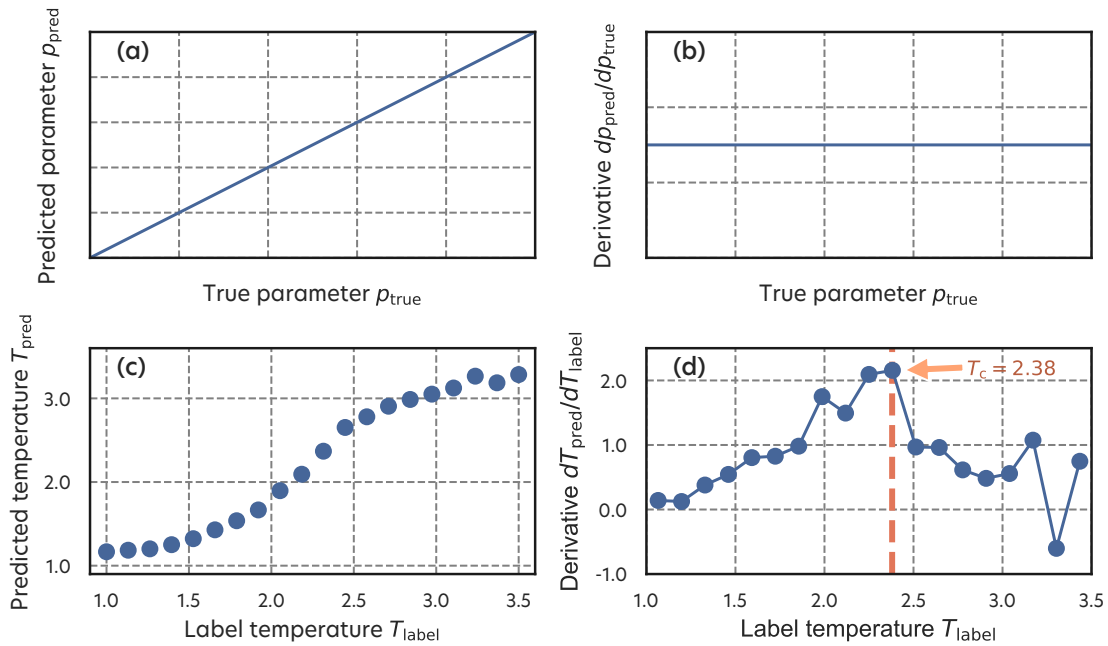 (a)
Predicted parameter p_pred
True parameter p_true
(b)
Derivative dp_pred/dp_true
True parameter p_true
(c)
Predicted temperature T_pred
3.0
2.0
1.0
1.0 1.5 2.0 2.5 3.0 3.5
Label temperature T_label
(d)
Derivative dT_pred/dT_label
T_c = 2.38
2.0
1.0
0.0
-1.0
1.0 1.5 2.0 2.5 3.0 3.5
Label temperature T_label